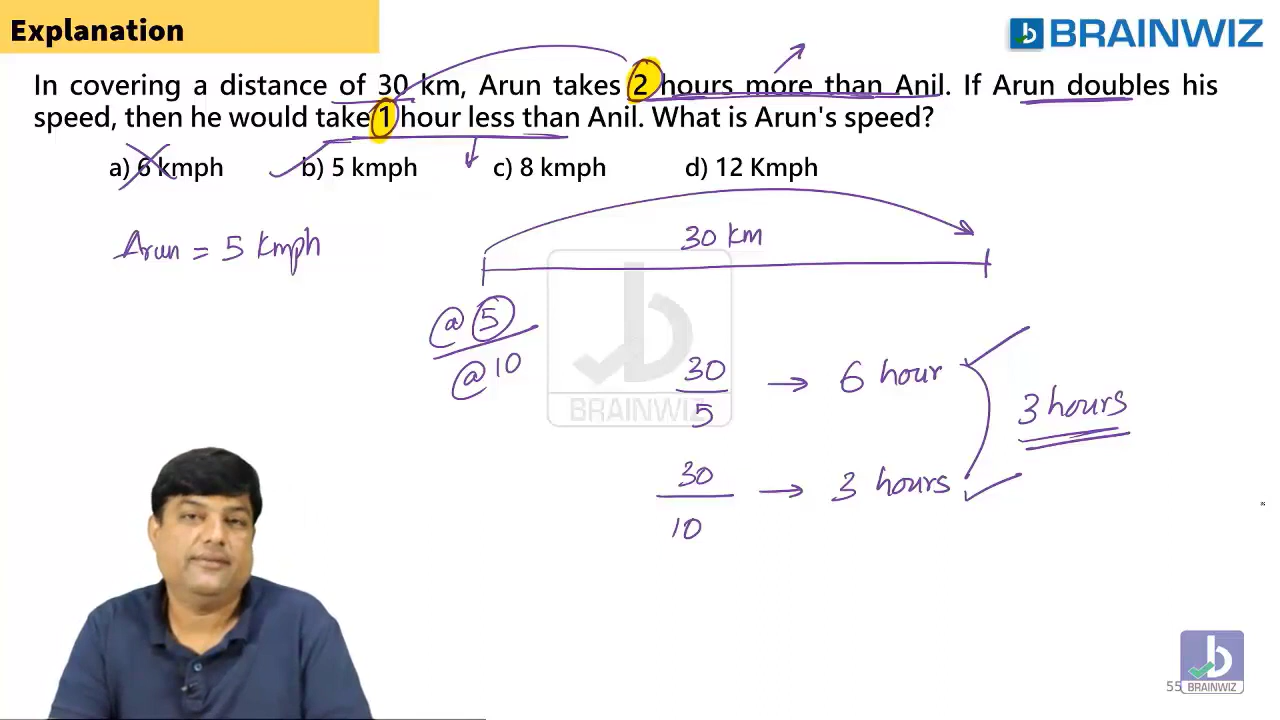 Explanation
BRAINWIZ
In covering a distance of 30 km, Arun takes 2 hours more than Anil. If Arun doubles his
speed, then he would take 1 hour less than Anil. What is Arun's speed?
a) 6 kmph b) 5 kmph c) 8 kmph d) 12 Kmph
Arun = 5 Kmph
30 KM
@ 5
@ 10
30/5 → 6 hour
3 hours
30/10 → 3 hours
BRAINWIZ
55
BRAINWIZ